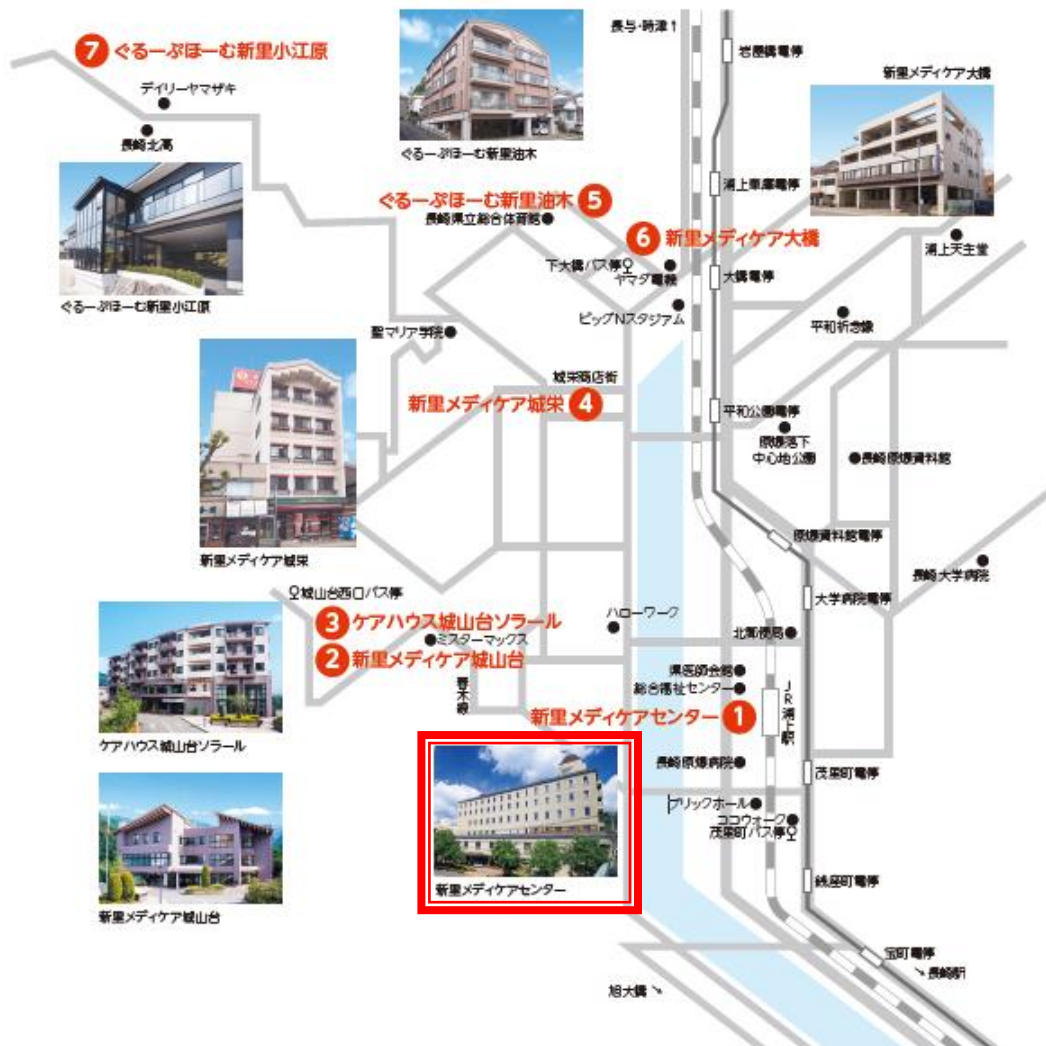 長与・時津↑
岩屋橋電停
7 ぐるーぷほーむ新里小江原
デイリーヤマザキ
長崎北高
ぐるーぷほーむ新里油木
新里メディケア大橋
浦上車庫電停
ぐるーぷほーむ新里油木 5
長崎県立総合体育館
6 新里メディケア大橋
浦上天主堂
下大橋バス停
ヤマダ電機
大橋電停
ぐるーぷほーむ新里小江原
ビッグNスタジアム
平和祈念像
聖マリア学院
城栄商店街
新里メディケア城栄 4
平和公園電停
原爆落下
中心地公園
長崎原爆資料館
原爆資料館電停
新里メディケア城栄
長崎大学病院
城山台西口バス停
大学病院電停
ハローワーク
3 ケアハウス城山台ソラール
北郵便局
ミスターマックス
2 新里メディケア城山台
県医師会館
総合福祉センター
春木線
新里メディケアセンター 1
JR浦上駅
ケアハウス城山台ソラール
長崎原爆病院
茂里町電停
ブリックホール
ココウォーク
茂里町バス停
新里メディケアセンター
銭座町電停
新里メディケア城山台
宝町電停
→長崎駅
旭大橋→